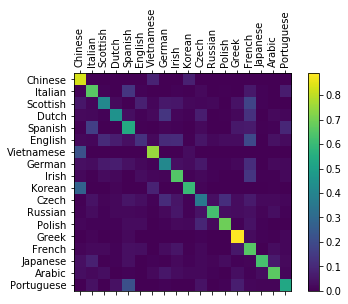 Chinese
Italian
Scottish
Dutch
Spanish
English
Vietnamese
German
Irish
Korean
Czech
Russian
Polish
Greek
French
Japanese
Arabic
Portuguese
Chinese
Italian
Scottish
Dutch
Spanish
English
Vietnamese
German
Irish
Korean
Czech
Russian
Polish
Greek
French
Japanese
Arabic
Portuguese
0.8
0.7
0.6
0.5
0.4
0.3
0.2
0.1
0.0